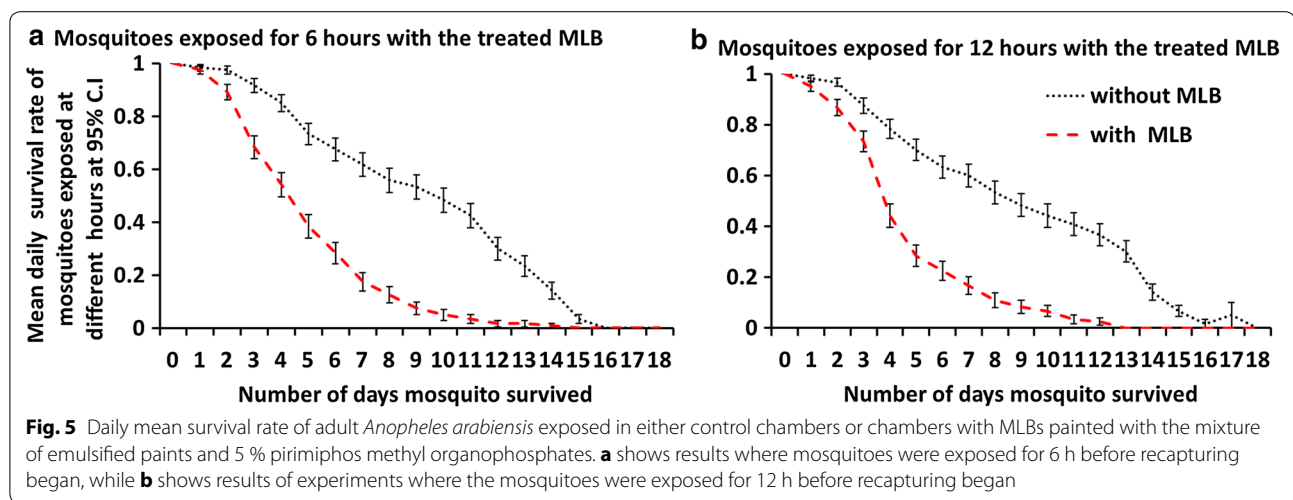 a Mosquitoes exposed for 6 hours with the treated MLB
Mean daily survival rate of
mosquitoes exposed at
different hours at 95% C.I
1
0.8
0.6
0.4
0.2
0
0 1 2 3 4 5 6 7 8 9 10 11 12 13 14 15 16 17 18
Number of days mosquito survived
b Mosquitoes exposed for 12 hours with the treated MLB
without MLB
with MLB
1
0.8
0.6
0.4
0.2
0
0 1 2 3 4 5 6 7 8 9 10 11 12 13 14 15 16 17 18
Number of days mosquito survived
Fig. 5 Daily mean survival rate of adult Anopheles arabiensis exposed in either control chambers or chambers with MLBs painted with the mixture
of emulsified paints and 5 % pirimiphos methyl organophosphates. a shows results where mosquitoes were exposed for 6 h before recapturing
began, while b shows results of experiments where the mosquitoes were exposed for 12 h before recapturing began